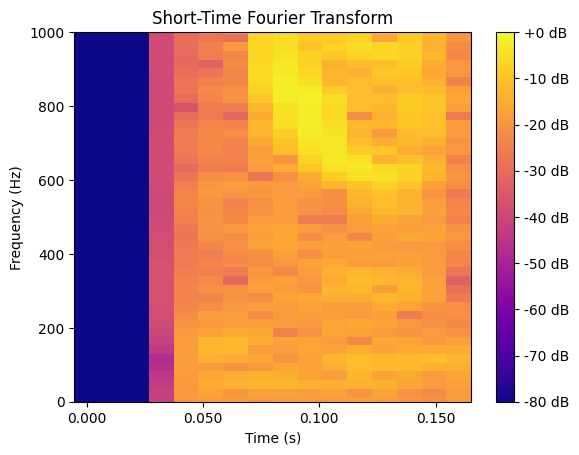 Short-Time Fourier Transform
1000
800
600
400
200
0
Frequency (Hz)
0.000
0.050
0.100
0.150
Time (s)
+0 dB
-10 dB
-20 dB
-30 dB
-40 dB
-50 dB
-60 dB
-70 dB
-80 dB